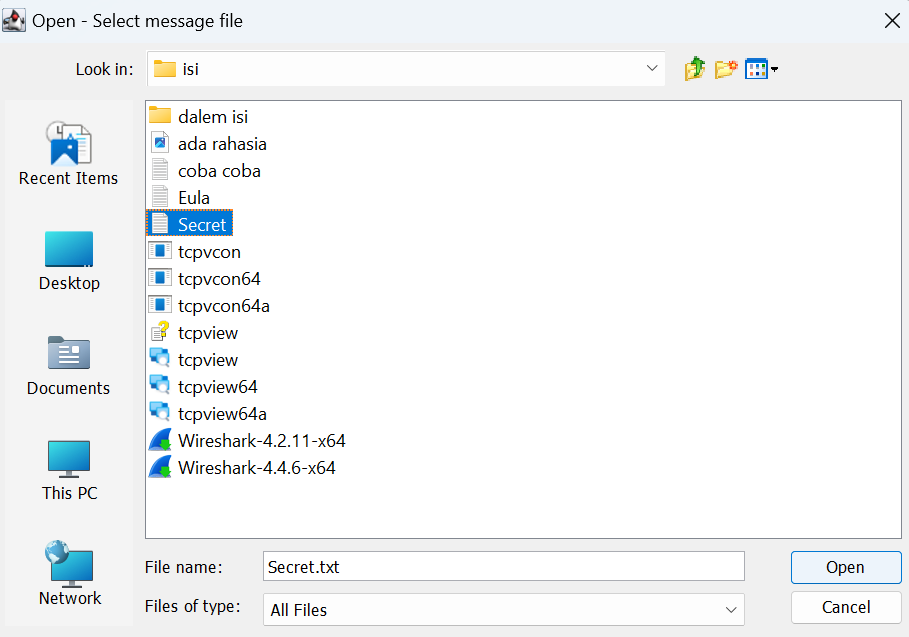 Open - Select message file
Look in: isi
Recent Items
Desktop
Documents
This PC
Network
dalem isi
ada rahasia
coba coba
Eula
Secret
tcpvcon
tcpvcon64
tcpvcon64a
tcpview
tcpview
tcpview64
tcpview64a
Wireshark-4.2.11-x64
Wireshark-4.4.6-x64
File name: Secret.txt Open
Files of type: All Files Cancel